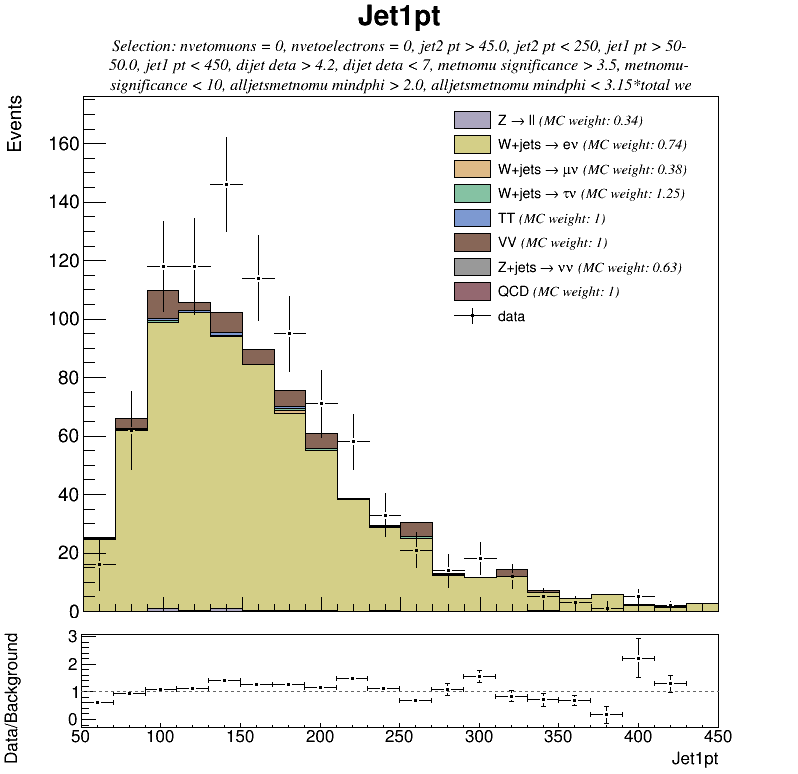 Jet1pt
Selection: nvetomuons = 0, nvetoelectrons = 0, jet2 pt > 45.0, jet2 pt < 250, jet1 pt > 50-
50.0, jet1 pt < 450, dijet deta > 4.2, dijet deta < 7, metnomu significance > 3.5, metnomu-
significance < 10, alljetsmetnomu mindphi > 2.0, alljetsmetnomu mindphi < 3.15*total we
Events
160
140
120
100
80
60
40
20
0
Z → ll (MC weight: 0.34)
W+jets → eν (MC weight: 0.74)
W+jets → μν (MC weight: 0.38)
W+jets → τν (MC weight: 1.25)
TT (MC weight: 1)
VV (MC weight: 1)
Z+jets → νν (MC weight: 0.63)
QCD (MC weight: 1)
data
Data/Background
3
2
1
0
50 100 150 200 250 300 350 400 450
Jet1pt